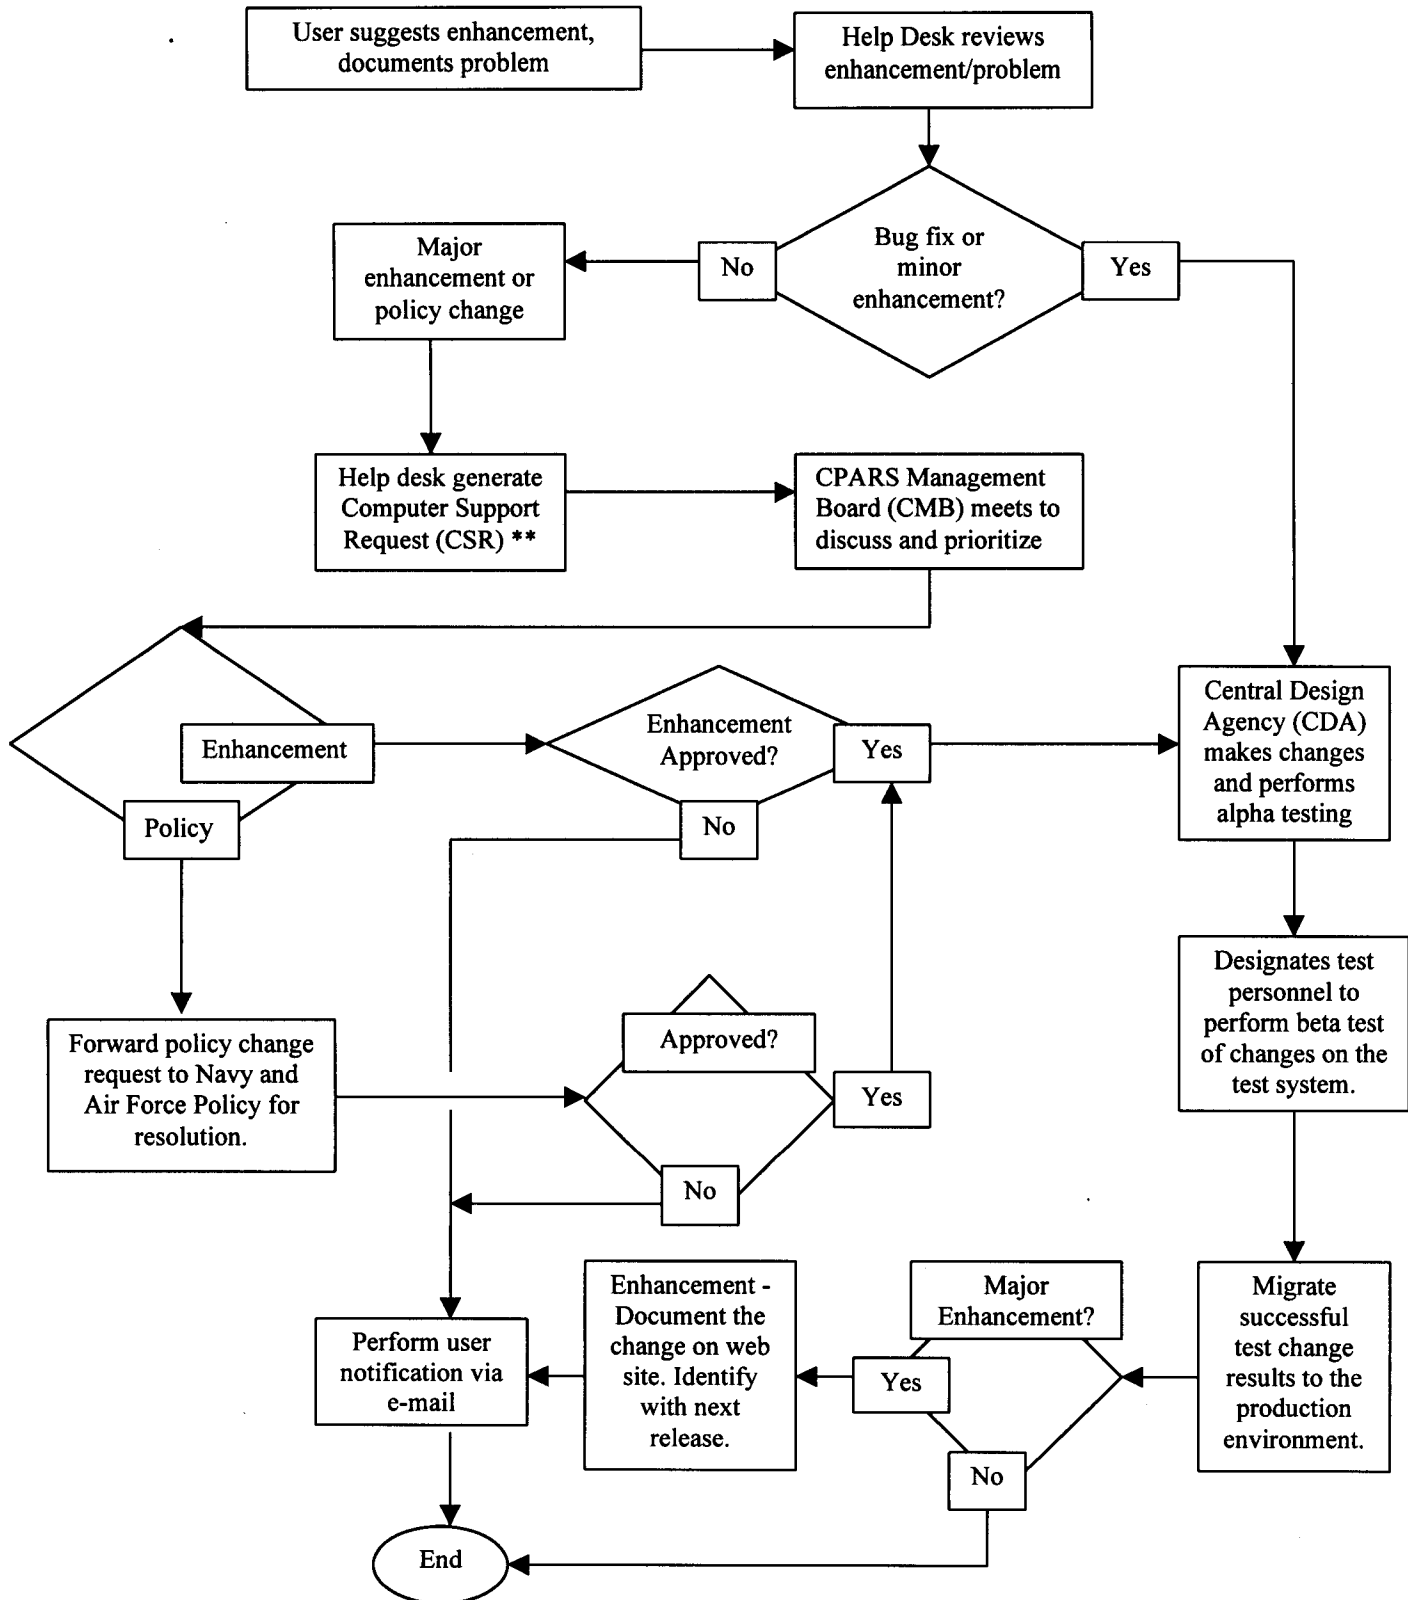 User suggests enhancement,
documents problem
Help Desk reviews
enhancement/problem
Bug fix or
minor
enhancement?
No
Yes
Major
enhancement or
policy change
Help desk generate
Computer Support
Request (CSR) **
CPARS Management
Board (CMB) meets to
discuss and prioritize
Enhancement
Policy
Enhancement
Approved?
Yes
No
Central Design
Agency (CDA)
makes changes
and performs
alpha testing
Designates test
personnel to
perform beta test
of changes on the
test system.
Forward policy change
request to Navy and
Air Force Policy for
resolution.
Approved?
Yes
No
Migrate
successful
test change
results to the
production
environment.
Major
Enhancement?
Yes
No
Enhancement -
Document the
change on web
site. Identify
with next
release.
Perform user
notification via
e-mail
End